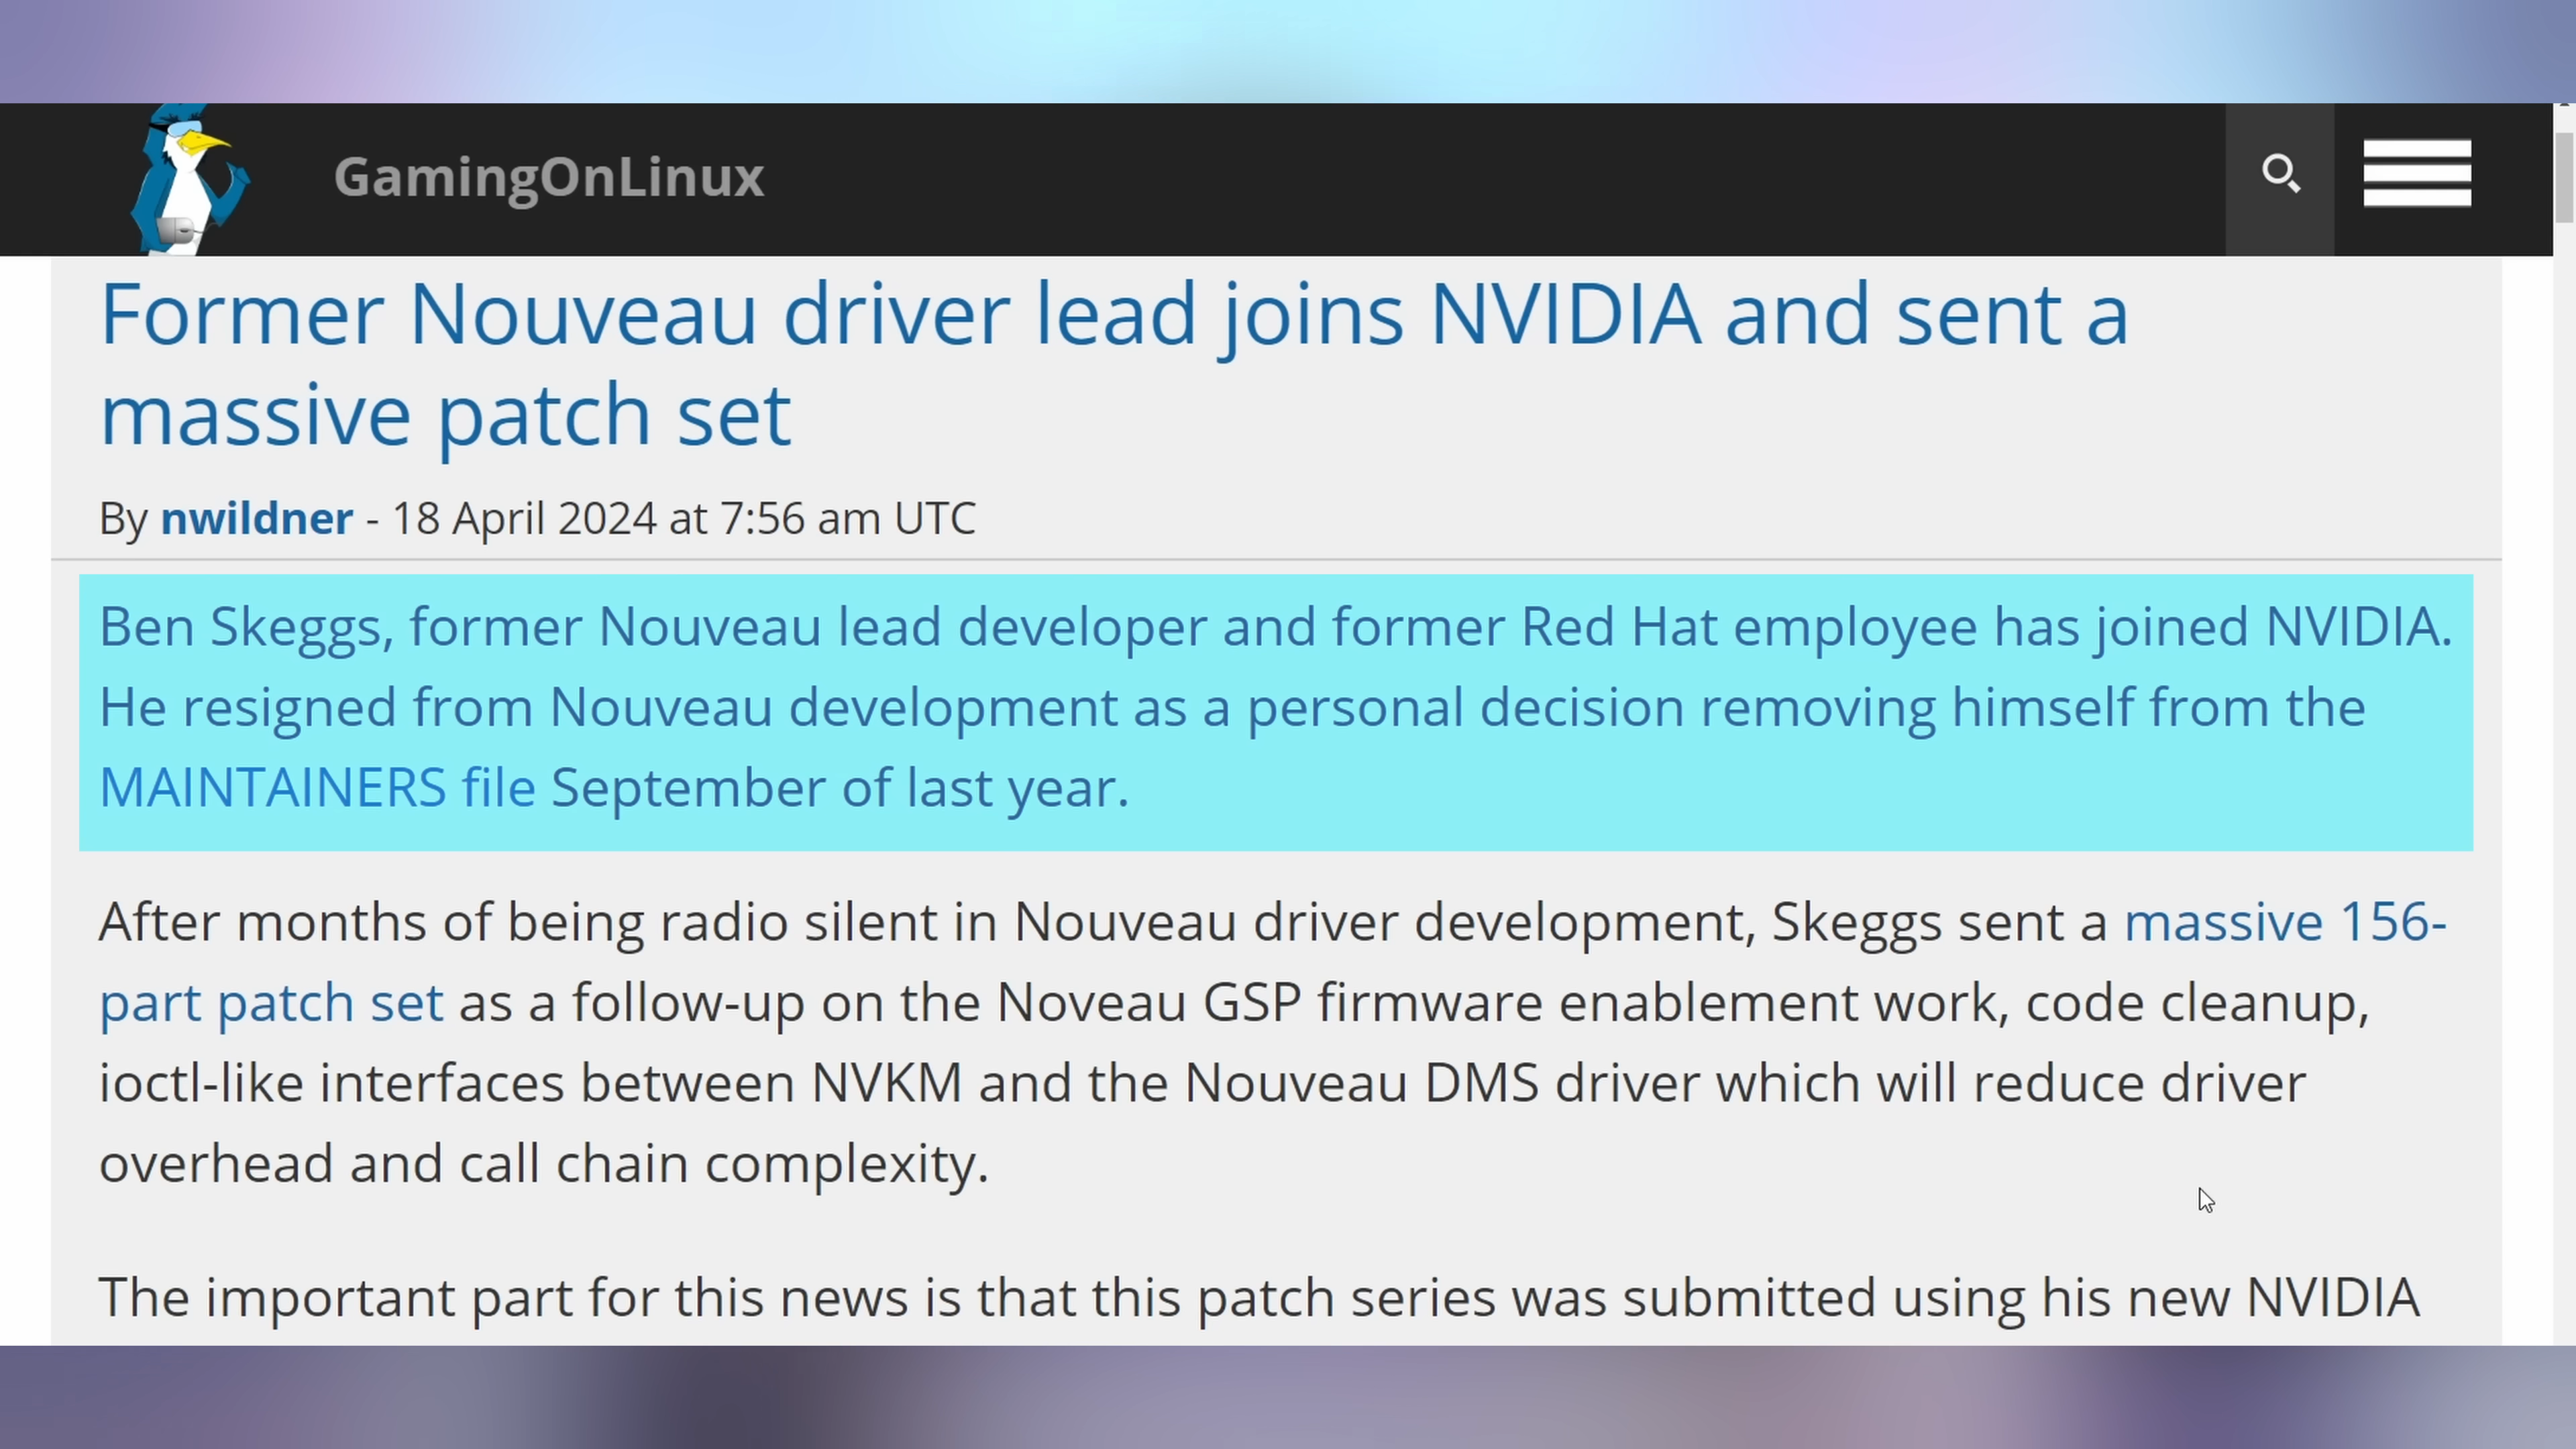 GamingOnLinux
Former Nouveau driver lead joins NVIDIA and sent a
massive patch set
By nwildner - 18 April 2024 at 7:56 am UTC
Ben Skeggs, former Nouveau lead developer and former Red Hat employee has joined NVIDIA.
He resigned from Nouveau development as a personal decision removing himself from the
MAINTAINERS file September of last year.
After months of being radio silent in Nouveau driver development, Skeggs sent a massive 156-
part patch set as a follow-up on the Noveau GSP firmware enablement work, code cleanup,
ioctl-like interfaces between NVKM and the Nouveau DMS driver which will reduce driver
overhead and call chain complexity.
The important part for this news is that this patch series was submitted using his new NVIDIA